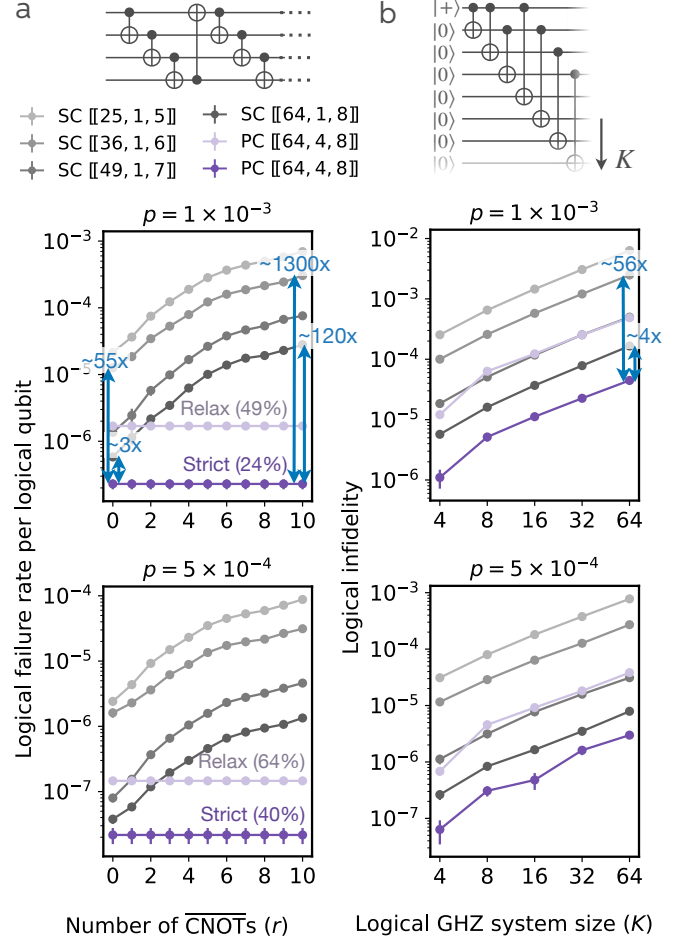 a
b
|+⟩
|0⟩
|0⟩
|0⟩
|0⟩
|0⟩
|0⟩
|0⟩
K
SC [[25, 1, 5]]
SC [[36, 1, 6]]
SC [[49, 1, 7]]
SC [[64, 1, 8]]
PC [[64, 4, 8]]
PC [[64, 4, 8]]
Logical failure rate per logical qubit
p = 1 × 10⁻³
10⁻³
10⁻⁴
10⁻⁵
10⁻⁶
~1300x
~120x
~55x
~3x
Relax (49%)
Strict (24%)
0 2 4 6 8 10
Logical infidelity
p = 1 × 10⁻³
10⁻²
10⁻³
10⁻⁴
10⁻⁵
10⁻⁶
~56x
~4x
4 8 16 32 64
p = 5 × 10⁻⁴
10⁻⁴
10⁻⁵
10⁻⁶
10⁻⁷
Relax (64%)
Strict (40%)
0 2 4 6 8 10
Number of C̅N̅O̅T̅s (r)
p = 5 × 10⁻⁴
10⁻³
10⁻⁴
10⁻⁵
10⁻⁶
10⁻⁷
4 8 16 32 64
Logical GHZ system size (K)